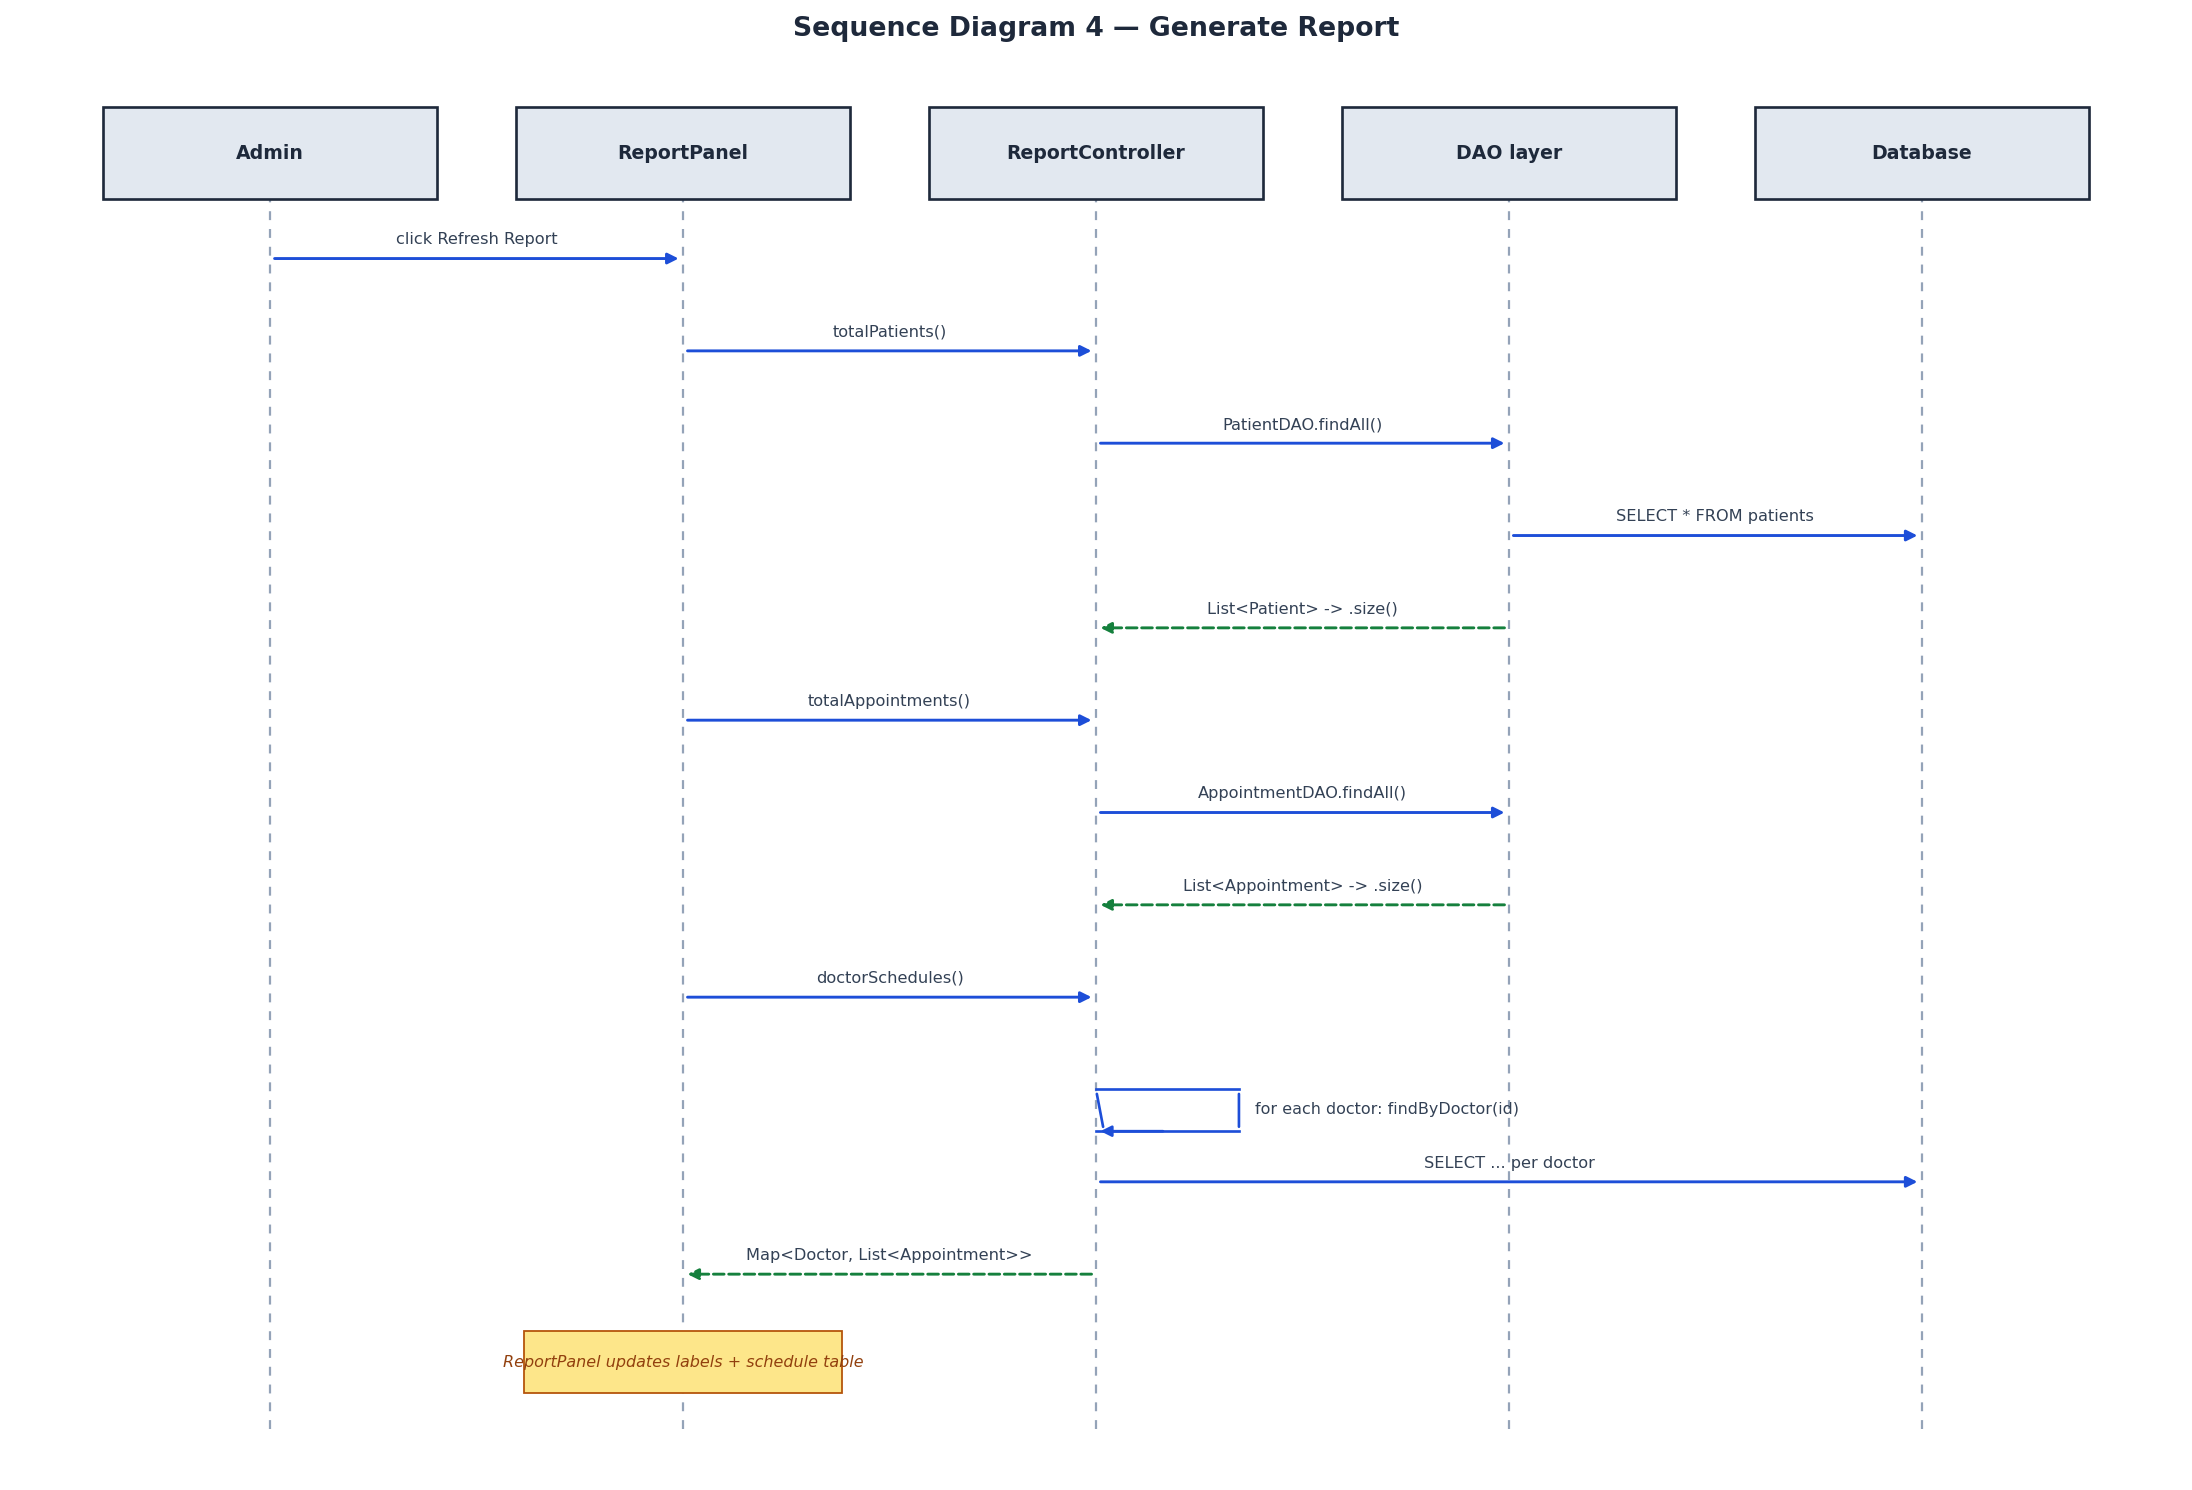 Sequence Diagram 4 — Generate Report
Admin
ReportPanel
ReportController
DAO layer
Database
click Refresh Report
totalPatients()
PatientDAO.findAll()
SELECT * FROM patients
List<Patient> -> .size()
totalAppointments()
AppointmentDAO.findAll()
List<Appointment> -> .size()
doctorSchedules()
for each doctor: findByDoctor(id)
SELECT ... per doctor
Map<Doctor, List<Appointment>>
ReportPanel updates labels + schedule table